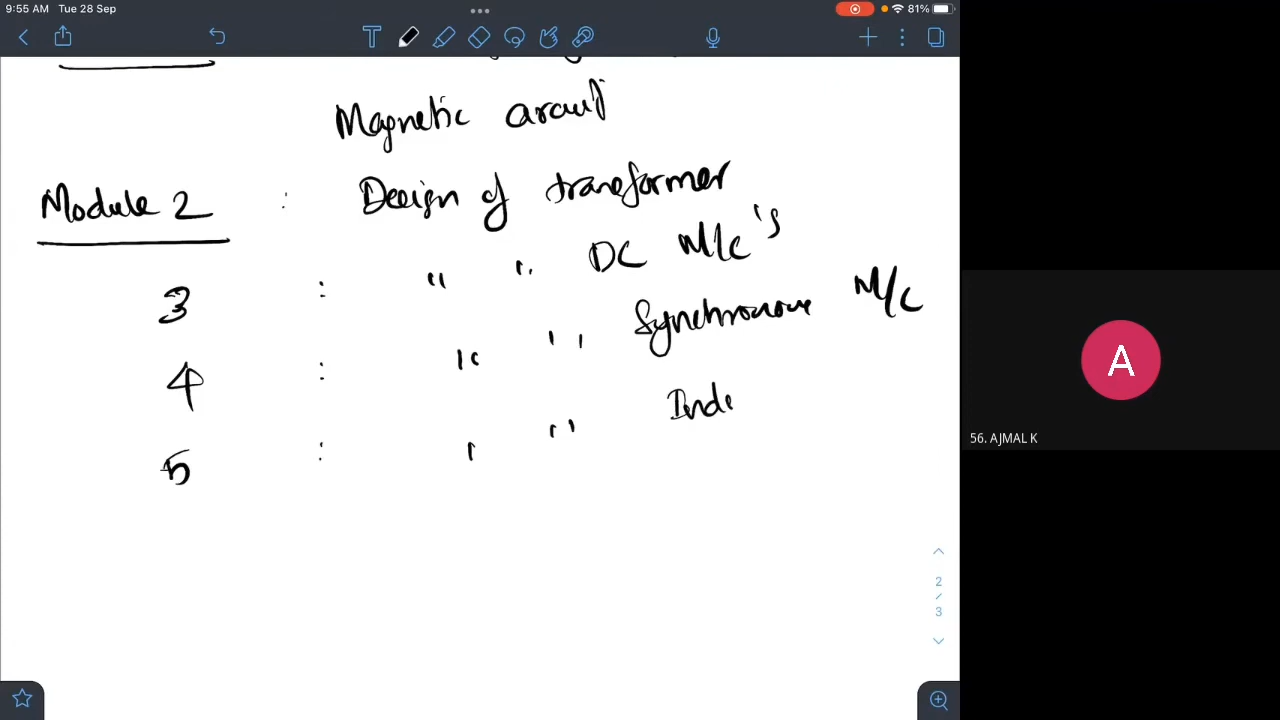 9:55 AM Tue 28 Sep
81%
Magnetic circuit
Module 2 : Design of transformer
3 : " " DC M/C's
4 : " " Synchronous M/C
5 : " " Indu
56. AJMAL K
A
2
/
3